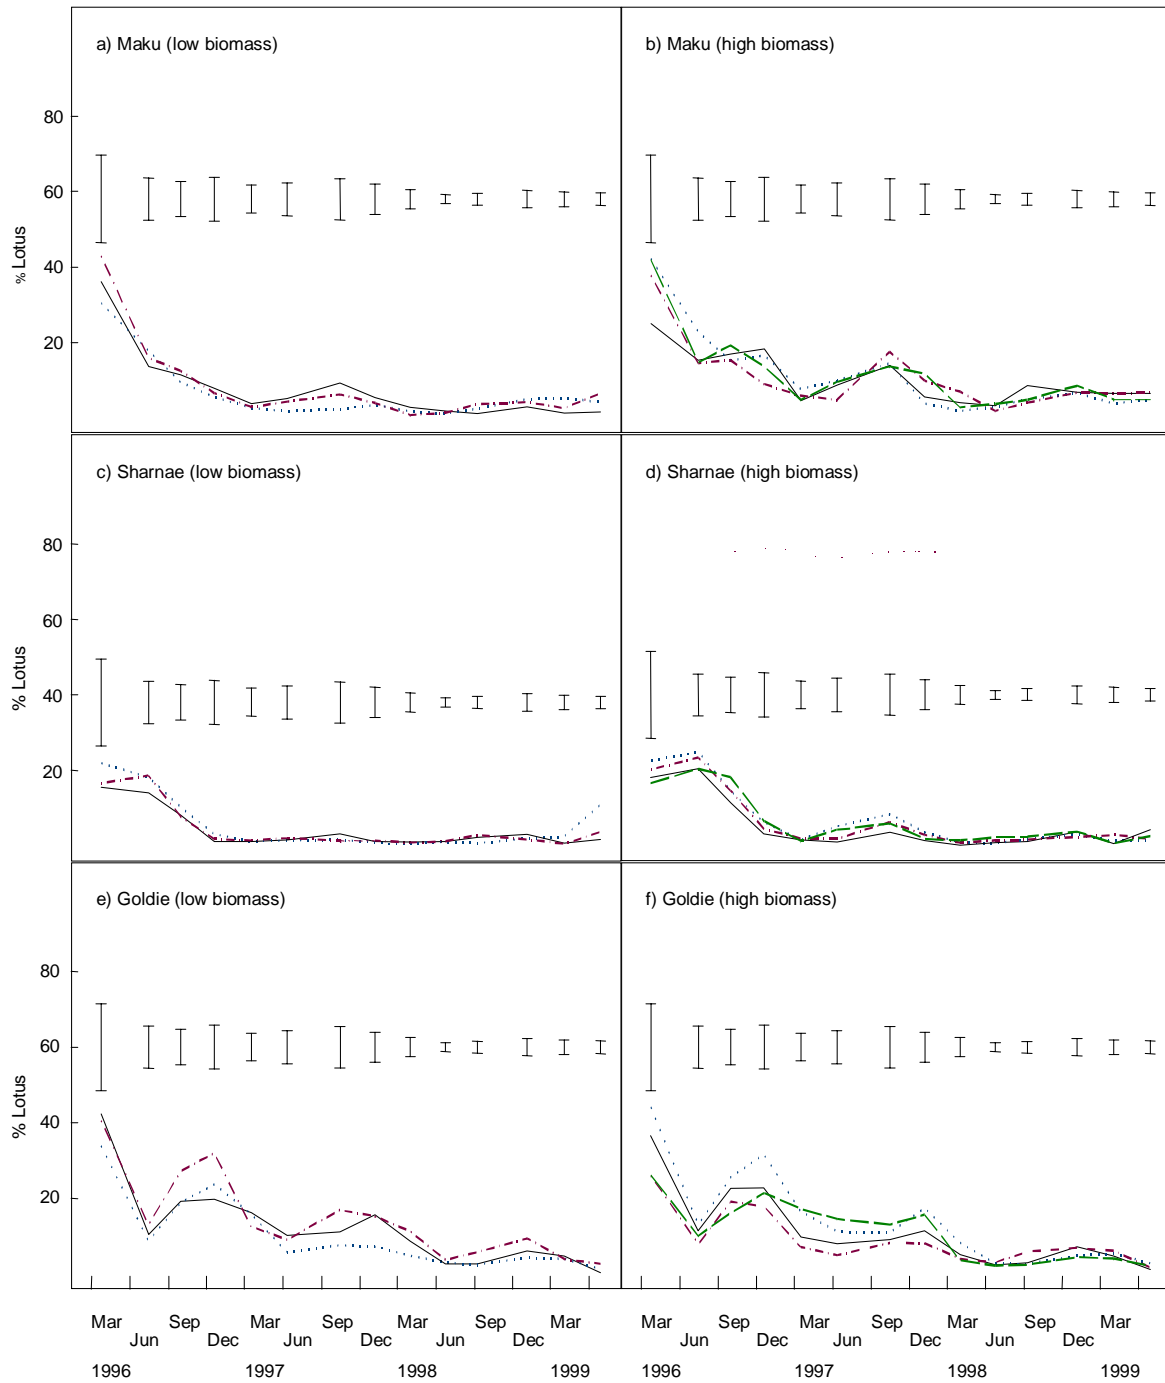 a) Maku (low biomass)
b) Maku (high biomass)
80
60
40
20
% Lotus
c) Sharnae (low biomass)
d) Sharnae (high biomass)
80
60
40
20
% Lotus
e) Goldie (low biomass)
f) Goldie (high biomass)
80
60
40
20
% Lotus
Mar Sep Mar Sep Sep Mar Mar Sep Mar Sep Sep Mar
Jun Dec Jun Dec Jun Dec Jun Dec Jun Dec Jun Dec
1996 1997 1998 1999 1996 1997 1998 1999